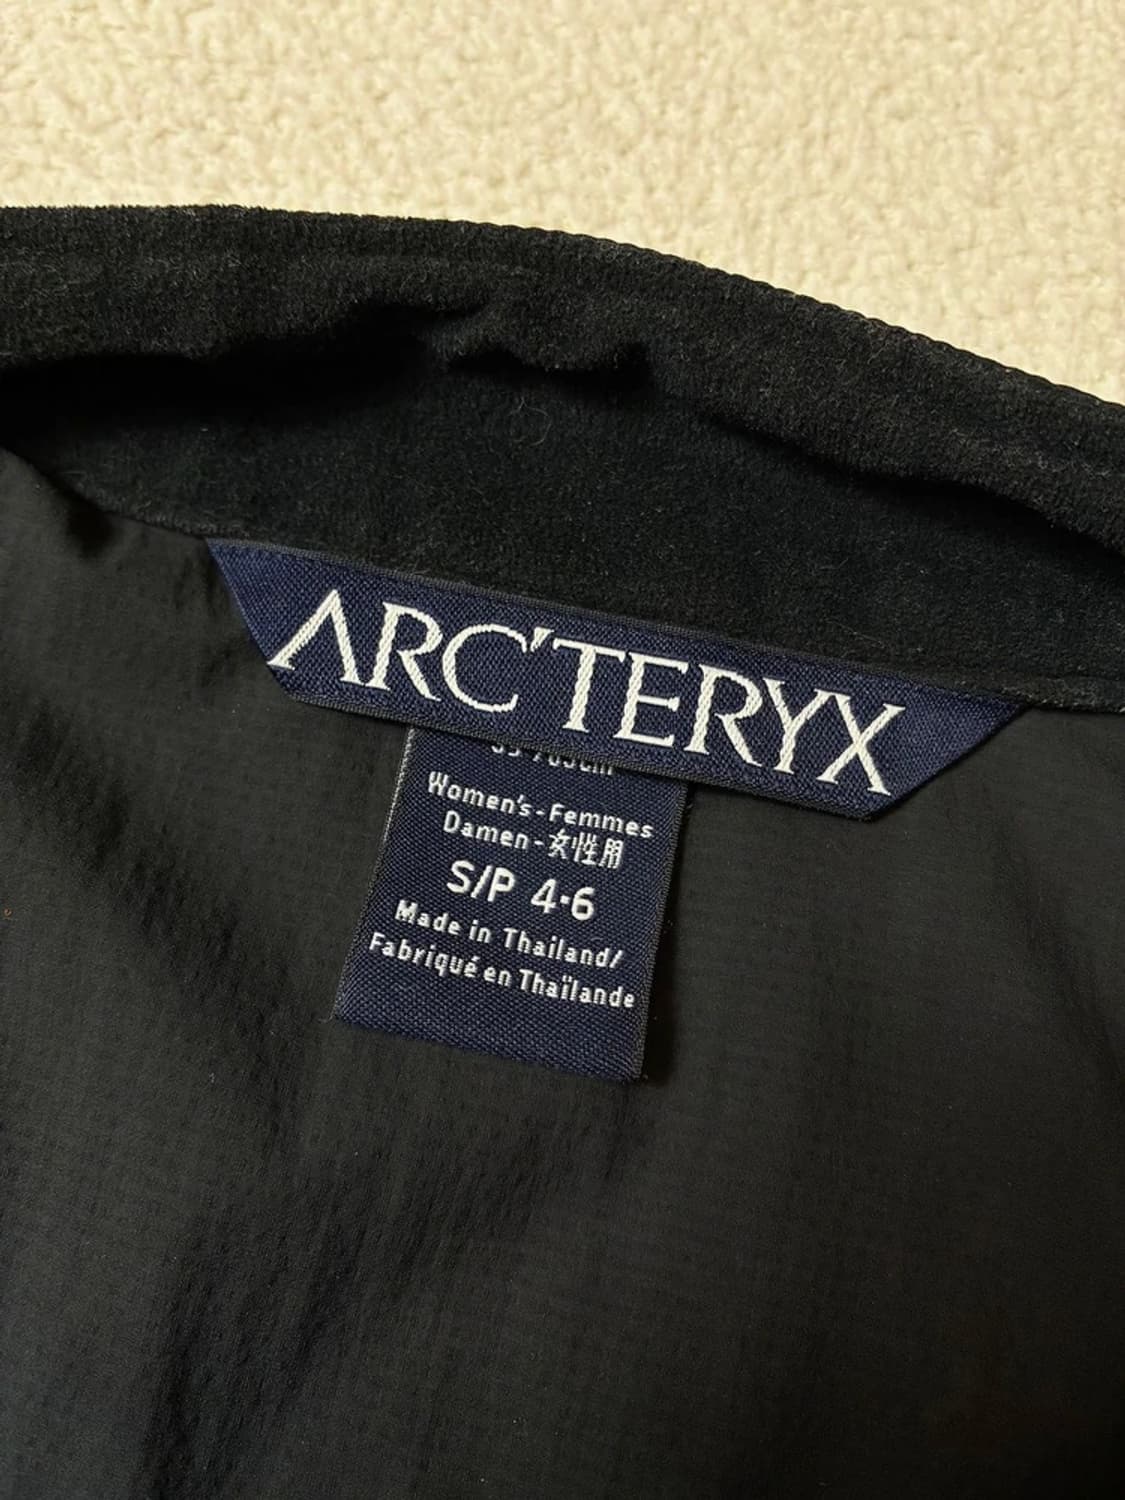 ARC'TERYX
Women's-Femmes
Damen-女性用
S/P 4·6
Made in Thailand/
Fabriqué en Thaïlande